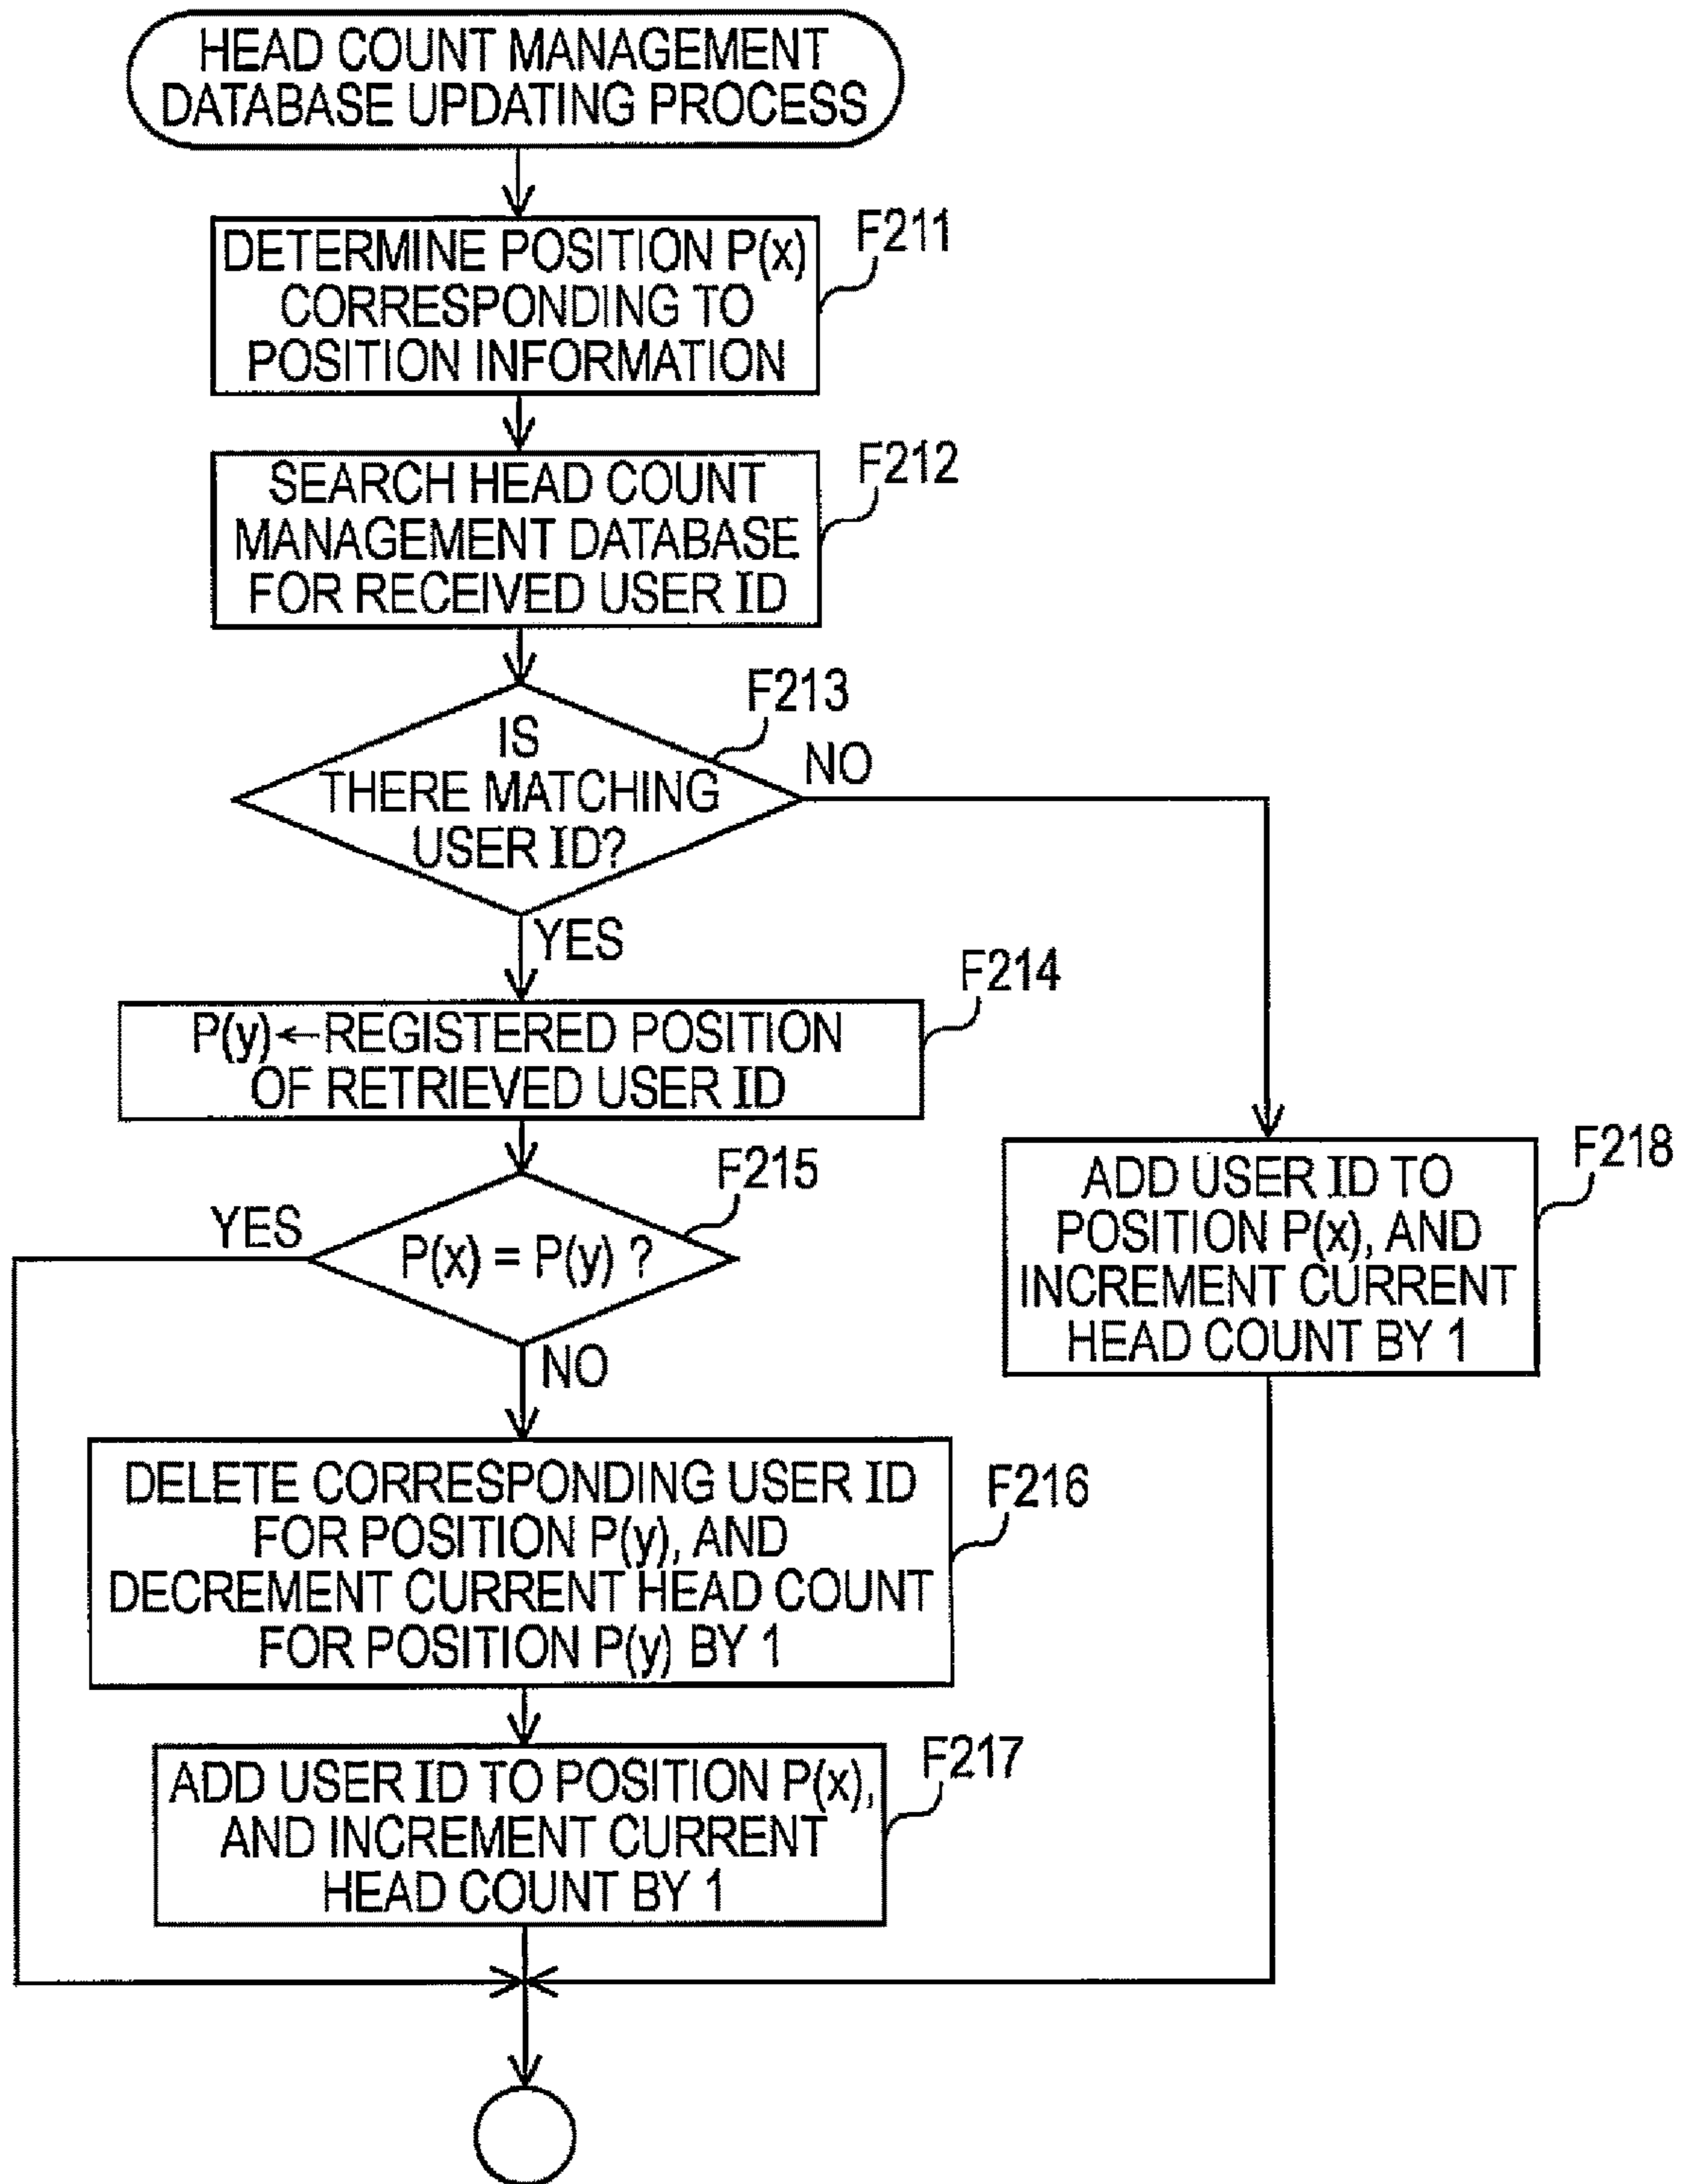 HEAD COUNT MANAGEMENT
DATABASE UPDATING PROCESS
F211
DETERMINE POSITION P(x)
CORRESPONDING TO
POSITION INFORMATION
F212
SEARCH HEAD COUNT
MANAGEMENT DATABASE
FOR RECEIVED USER ID
F213
IS
THERE MATCHING
USER ID?
NO
YES
F214
P(y)←REGISTERED POSITION
OF RETRIEVED USER ID
F215
YES
P(x) = P(y) ?
NO
F218
ADD USER ID TO
POSITION P(x), AND
INCREMENT CURRENT
HEAD COUNT BY 1
F216
DELETE CORRESPONDING USER ID
FOR POSITION P(y), AND
DECREMENT CURRENT HEAD COUNT
FOR POSITION P(y) BY 1
F217
ADD USER ID TO POSITION P(x),
AND INCREMENT CURRENT
HEAD COUNT BY 1